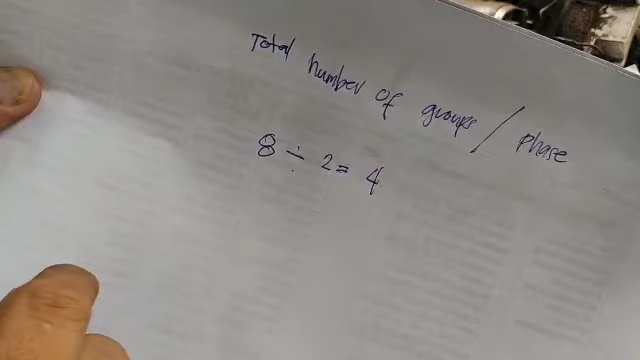 Total number of groups / phase
8 ÷ 2 = 4